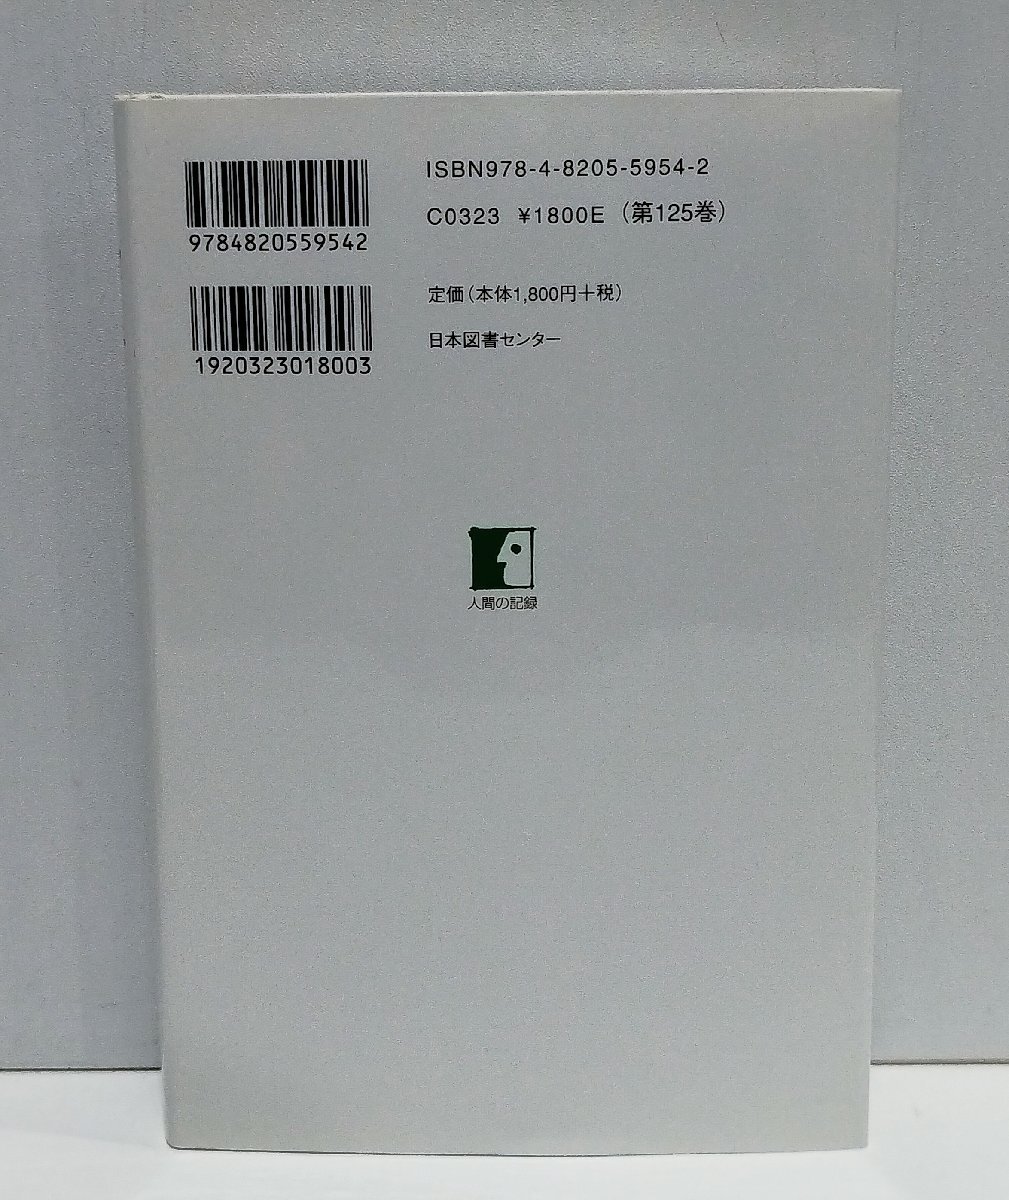 ISBN978-4-8205-5954-2
C0323 ¥1800E（第125巻）
9784820559542
定価（本体1,800円＋税）
日本図書センター
1920323018003
人間の記録